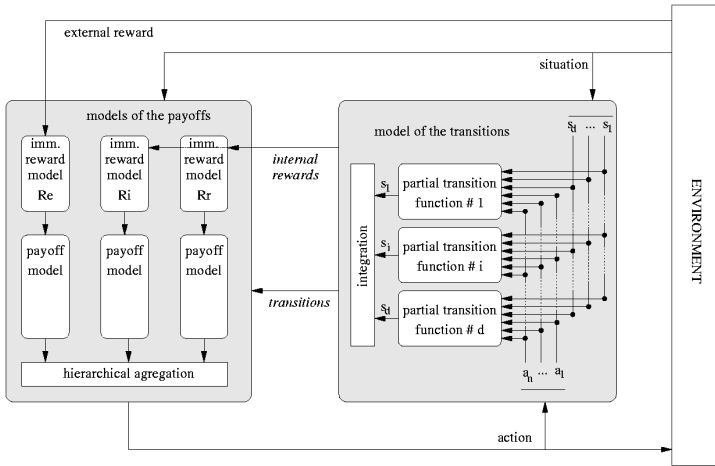 external reward
situation
models of the payoffs
imm.
reward
model
Re
imm.
reward
model
Ri
imm.
reward
model
Rr
payoff
model
payoff
model
payoff
model
hierarchical agregation
internal
rewards
transitions
model of the transitions
s_d ... s_1
integration
s_1
partial transition
function # 1
s_i
partial transition
function # i
s_d
partial transition
function # d
a_n ... a_1
action
ENVIRONMENT